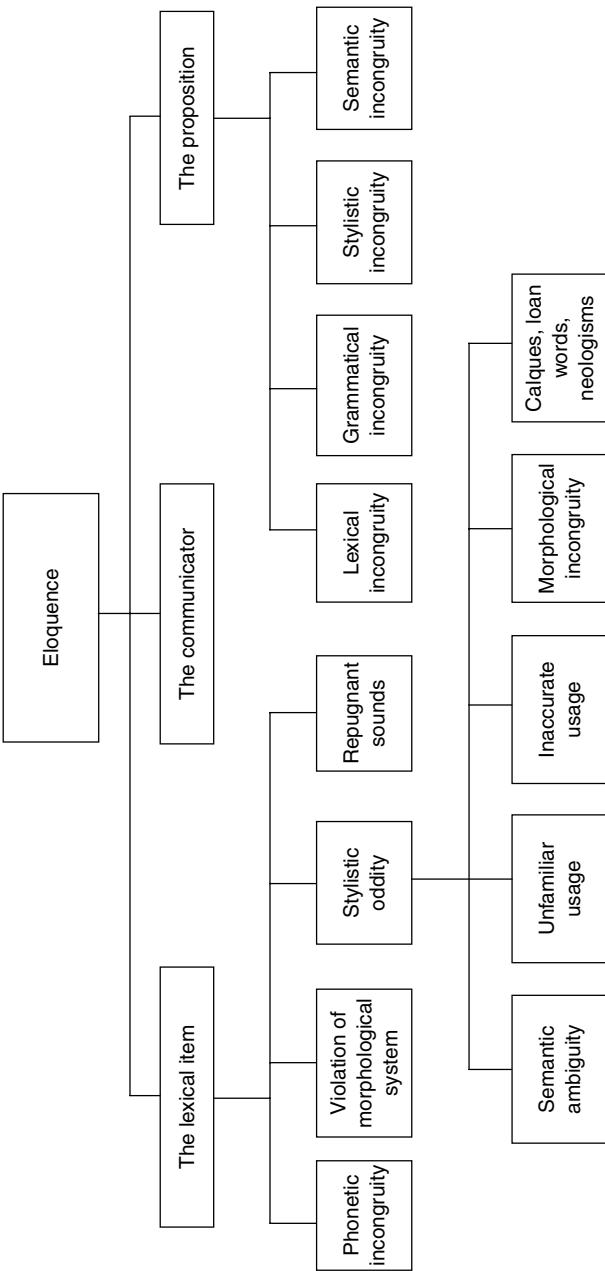 Eloquence
The lexical item
The communicator
The proposition
Phonetic
incongruity
Violation of
morphological
system
Stylistic
oddity
Repugnant
sounds
Lexical
incongruity
Grammatical
incongruity
Stylistic
incongruity
Semantic
incongruity
Semantic
ambiguity
Unfamiliar
usage
Inaccurate
usage
Morphological
incongruity
Calques, loan
words,
neologisms